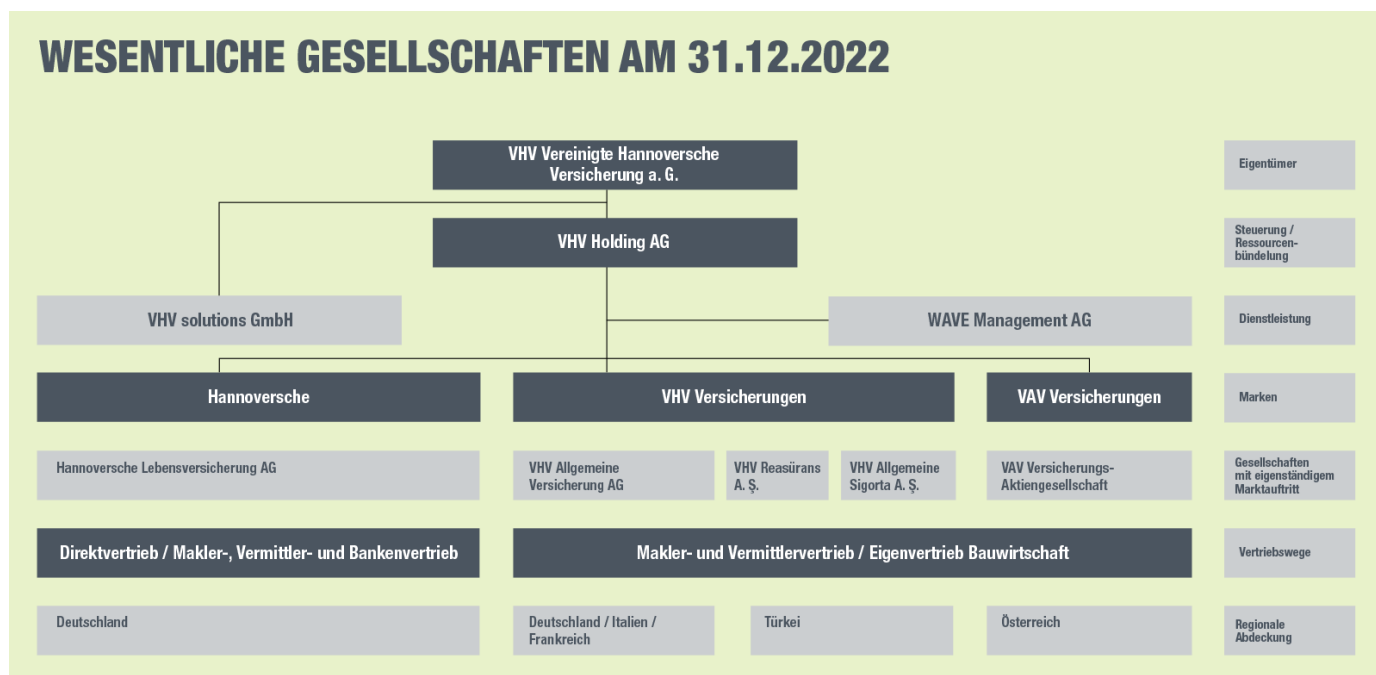 WESENTLICHE GESELLSCHAFTEN AM 31.12.2022
VHV Vereinigte Hannoversche
Versicherung a. G.
Eigentümer
VHV Holding AG
Steuerung /
Ressourcen-
bündelung
VHV solutions GmbH
WAVE Management AG
Dienstleistung
Hannoversche
VHV Versicherungen
VAV Versicherungen
Marken
Hannoversche Lebensversicherung AG
VHV Allgemeine
Versicherung AG
VHV Reasürans
A. Ş.
VHV Allgemeine
Sigorta A. Ş.
VAV Versicherungs-
Aktiengesellschaft
Gesellschaften
mit eigenständigem
Marktauftritt
Direktvertrieb / Makler-, Vermittler- und Bankenvertrieb
Makler- und Vermittlervertrieb / Eigenvertrieb Bauwirtschaft
Vertriebswege
Deutschland
Deutschland / Italien /
Frankreich
Türkei
Österreich
Regionale
Abdeckung